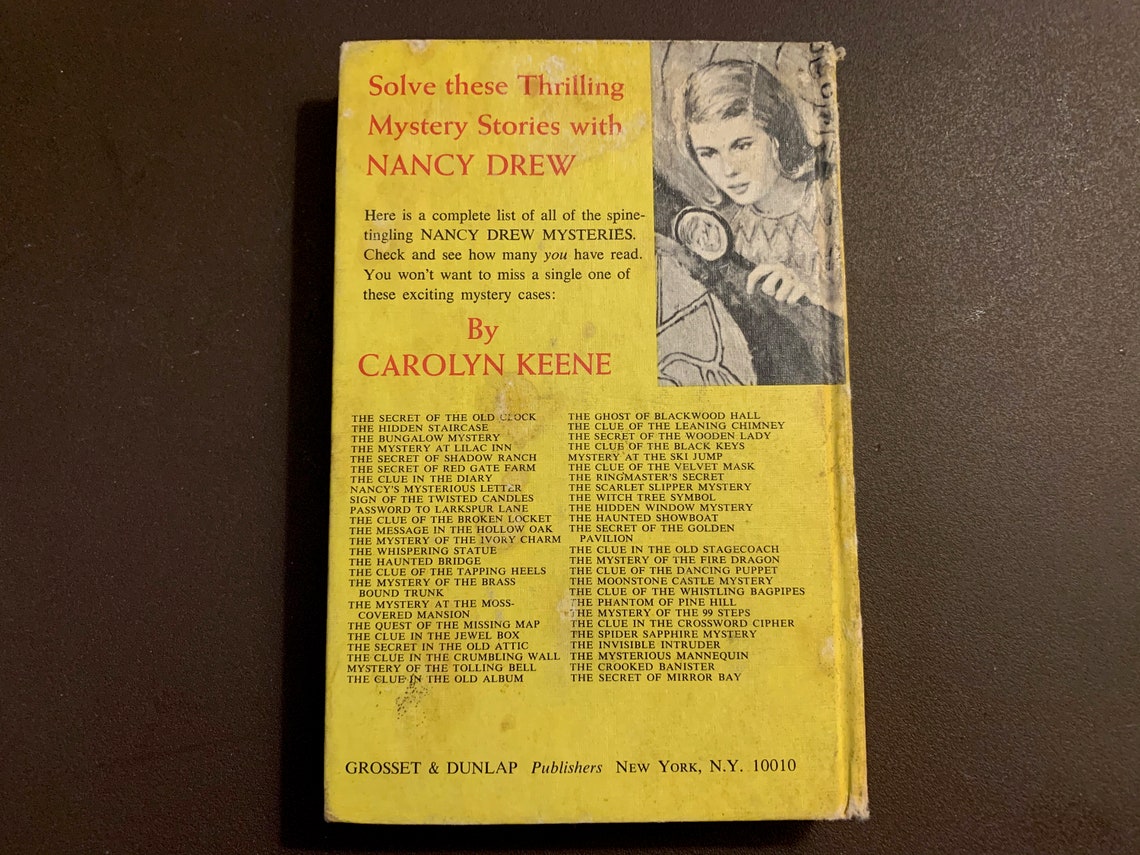 Solve these Thrilling
Mystery Stories with
NANCY DREW
Here is a complete list of all of the spine-
tingling NANCY DREW MYSTERIES.
Check and see how many you have read.
You won't want to miss a single one of
these exciting mystery cases:
By
CAROLYN KEENE
THE SECRET OF THE OLD CLOCK
THE HIDDEN STAIRCASE
THE BUNGALOW MYSTERY
THE MYSTERY AT LILAC INN
THE SECRET OF SHADOW RANCH
THE SECRET OF RED GATE FARM
THE CLUE IN THE DIARY
NANCY'S MYSTERIOUS LETTER
SIGN OF THE TWISTED CANDLES
PASSWORD TO LARKSPUR LANE
THE CLUE OF THE BROKEN LOCKET
THE MESSAGE IN THE HOLLOW OAK
THE MYSTERY OF THE IVORY CHARM
THE WHISPERING STATUE
THE HAUNTED BRIDGE
THE CLUE OF THE TAPPING HEELS
THE MYSTERY OF THE BRASS
BOUND TRUNK
THE MYSTERY AT THE MOSS-
COVERED MANSION
THE QUEST OF THE MISSING MAP
THE CLUE IN THE JEWEL BOX
THE SECRET IN THE OLD ATTIC
THE CLUE IN THE CRUMBLING WALL
MYSTERY OF THE TOLLING BELL
THE CLUE IN THE OLD ALBUM
THE GHOST OF BLACKWOOD HALL
THE CLUE OF THE LEANING CHIMNEY
THE SECRET OF THE WOODEN LADY
THE CLUE OF THE BLACK KEYS
MYSTERY AT THE SKI JUMP
THE CLUE OF THE VELVET MASK
THE RINGMASTER'S SECRET
THE SCARLET SLIPPER MYSTERY
THE WITCH TREE SYMBOL
THE HIDDEN WINDOW MYSTERY
THE HAUNTED SHOWBOAT
THE SECRET OF THE GOLDEN
PAVILION
THE CLUE IN THE OLD STAGECOACH
THE MYSTERY OF THE FIRE DRAGON
THE CLUE OF THE DANCING PUPPET
THE MOONSTONE CASTLE MYSTERY
THE CLUE OF THE WHISTLING BAGPIPES
THE PHANTOM OF PINE HILL
THE MYSTERY OF THE 99 STEPS
THE CLUE IN THE CROSSWORD CIPHER
THE SPIDER SAPPHIRE MYSTERY
THE INVISIBLE INTRUDER
THE MYSTERIOUS MANNEQUIN
THE CROOKED BANISTER
THE SECRET OF MIRROR BAY
GROSSET & DUNLAP Publishers NEW YORK, N.Y. 10010